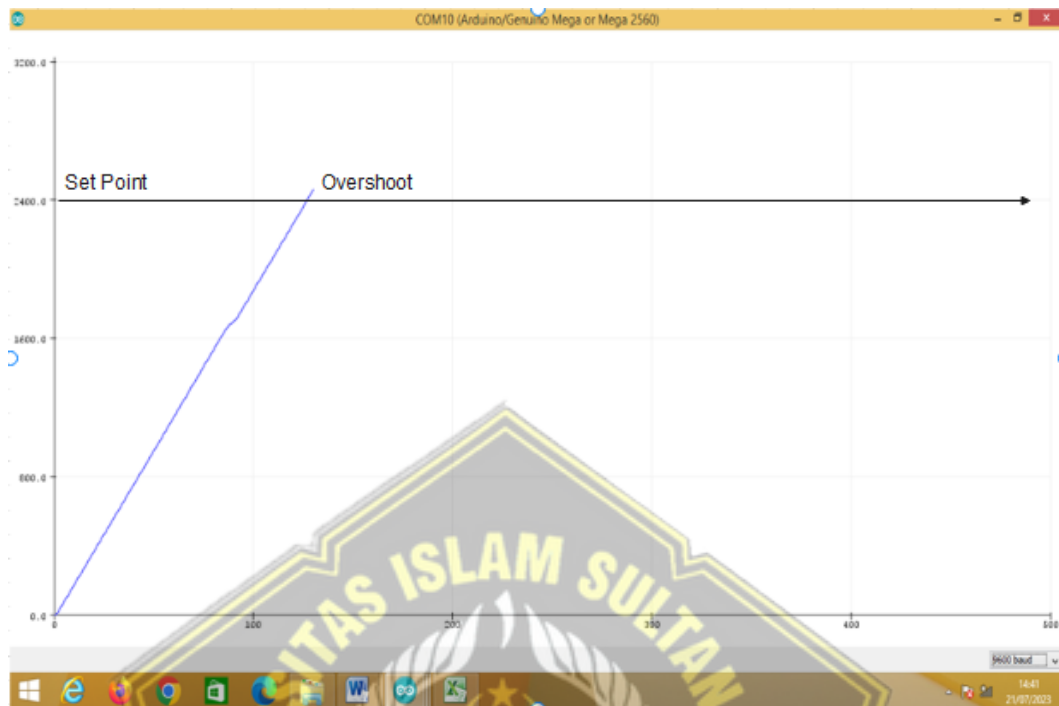 COM10 (Arduino/Genuino Mega or Mega 2560)
3200.0
Set Point
Overshoot
2400.0
1600.0
800.0
0.0
0 100 200 300 400 500
ITAS ISLAM SULTAN
9600 baud
14:41
21/07/2023